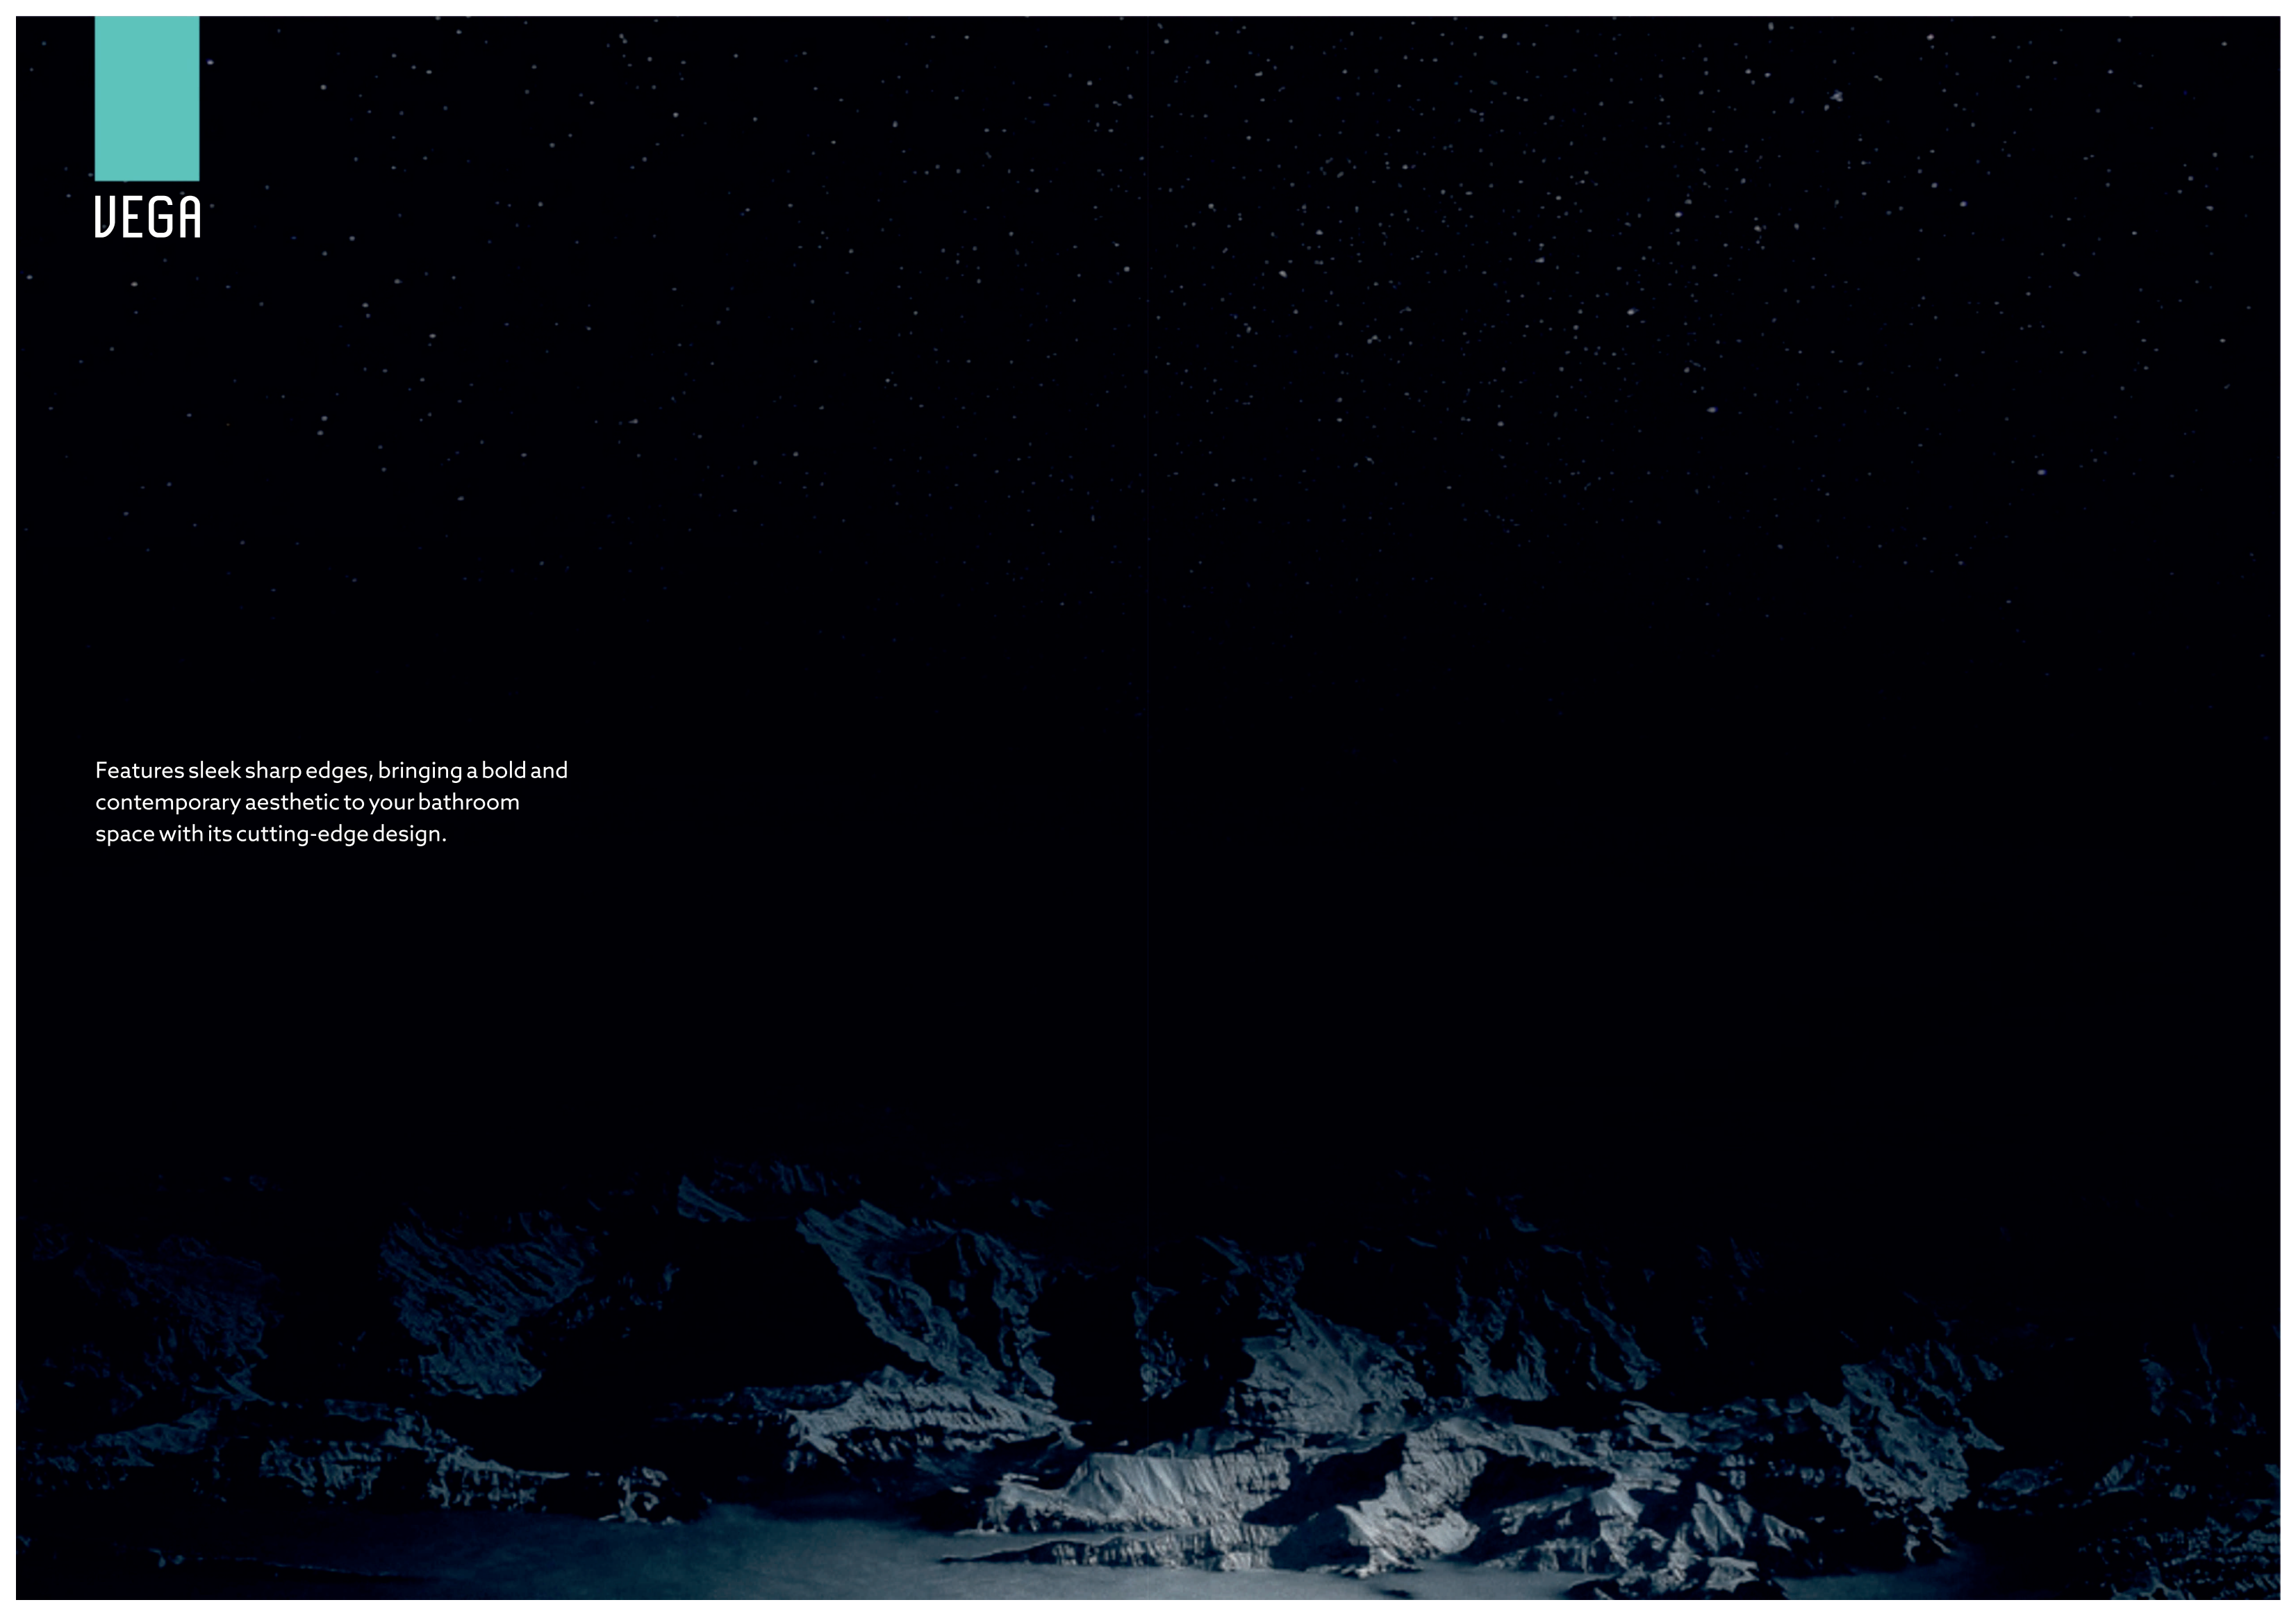 VEGA
Features sleek sharp edges, bringing a bold and
contemporary aesthetic to your bathroom
space with its cutting-edge design.